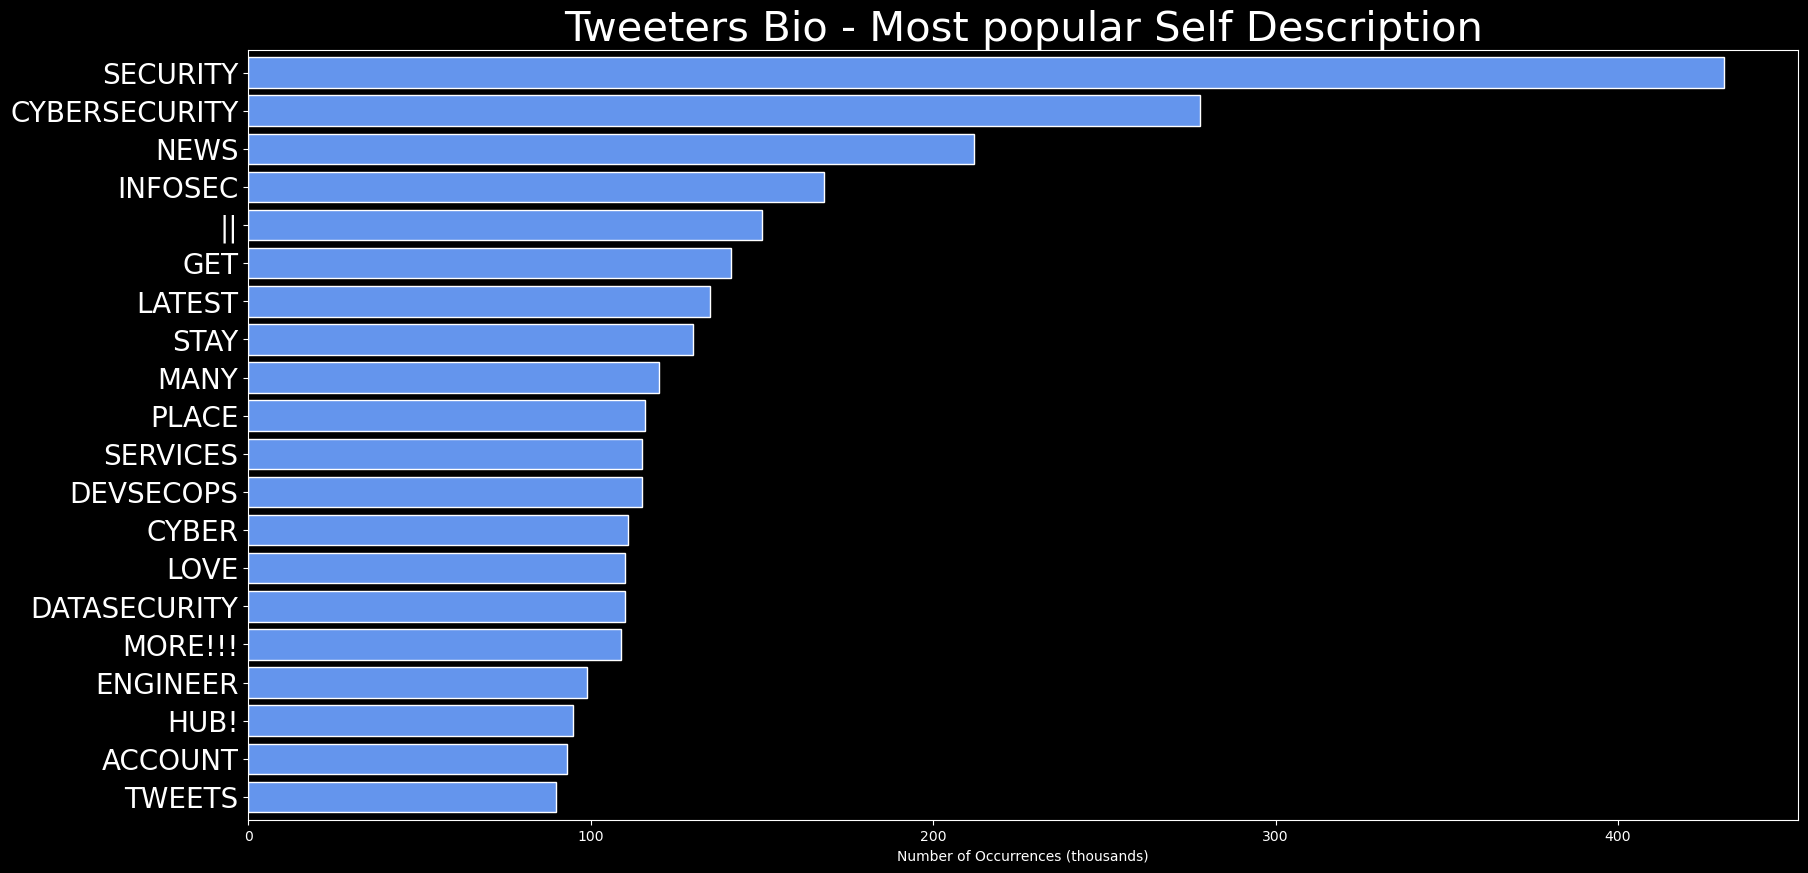 Tweeters Bio - Most popular Self Description
SECURITY
CYBERSECURITY
NEWS
INFOSEC
||
GET
LATEST
STAY
MANY
PLACE
SERVICES
DEVSECOPS
CYBER
LOVE
DATASECURITY
MORE!!!
ENGINEER
HUB!
ACCOUNT
TWEETS
0 100 200 300 400
Number of Occurrences (thousands)